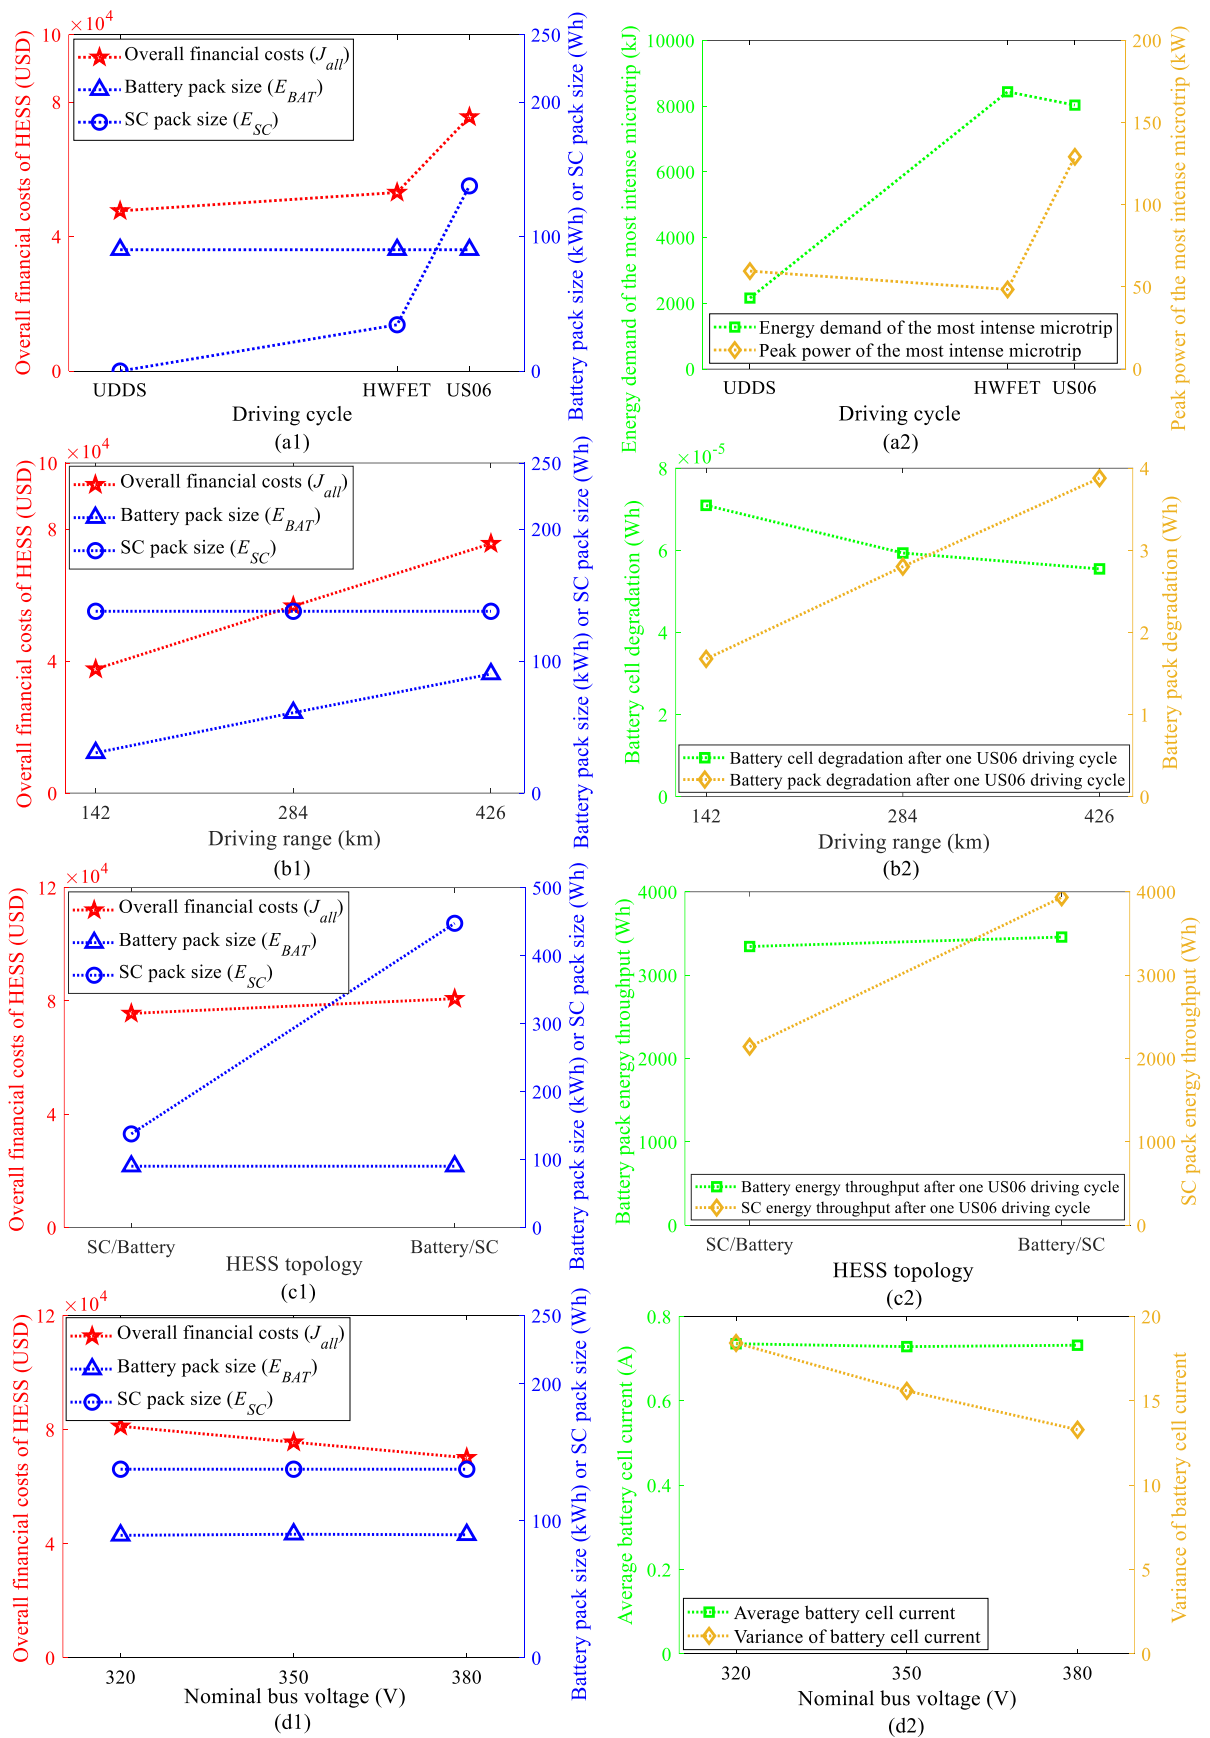 ×10⁴
Overall financial costs of HESS (USD)
10
8
4
0
Overall financial costs (J_all)
Battery pack size (E_BAT)
SC pack size (E_SC)
250
200
100
0
Battery pack size (kWh) or SC pack size (Wh)
UDDS
HWFET
US06
Driving cycle
(a1)
Energy demand of the most intense microtrip (kJ)
10000
8000
6000
4000
2000
0
Energy demand of the most intense microtrip
Peak power of the most intense microtrip
200
150
100
50
0
Peak power of the most intense microtrip (kW)
UDDS
HWFET
US06
Driving cycle
(a2)
×10⁴
Overall financial costs of HESS (USD)
10
8
4
0
Overall financial costs (J_all)
Battery pack size (E_BAT)
SC pack size (E_SC)
250
200
100
0
Battery pack size (kWh) or SC pack size (Wh)
142
284
426
Driving range (km)
(b1)
×10⁻⁵
Battery cell degradation (Wh)
8
6
4
2
0
Battery cell degradation after one US06 driving cycle
Battery pack degradation after one US06 driving cycle
4
3
2
1
0
Battery pack degradation (Wh)
142
284
426
Driving range (km)
(b2)
×10⁴
Overall financial costs of HESS (USD)
12
8
4
0
Overall financial costs (J_all)
Battery pack size (E_BAT)
SC pack size (E_SC)
500
400
300
200
100
0
Battery pack size (kWh) or SC pack size (Wh)
SC/Battery
Battery/SC
HESS topology
(c1)
Battery pack energy throughput (Wh)
4000
3000
2000
1000
0
Battery energy throughput after one US06 driving cycle
SC energy throughput after one US06 driving cycle
4000
3000
2000
1000
0
SC pack energy throughput (Wh)
SC/Battery
Battery/SC
HESS topology
(c2)
×10⁴
Overall financial costs of HESS (USD)
12
8
4
0
Overall financial costs (J_all)
Battery pack size (E_BAT)
SC pack size (E_SC)
250
200
100
0
Battery pack size (kWh) or SC pack size (Wh)
320
350
380
Nominal bus voltage (V)
(d1)
Average battery cell current (A)
0.8
0.6
0.4
0.2
0
Average battery cell current
Variance of battery cell current
20
15
10
5
0
Variance of battery cell current
320
350
380
Nominal bus voltage (V)
(d2)